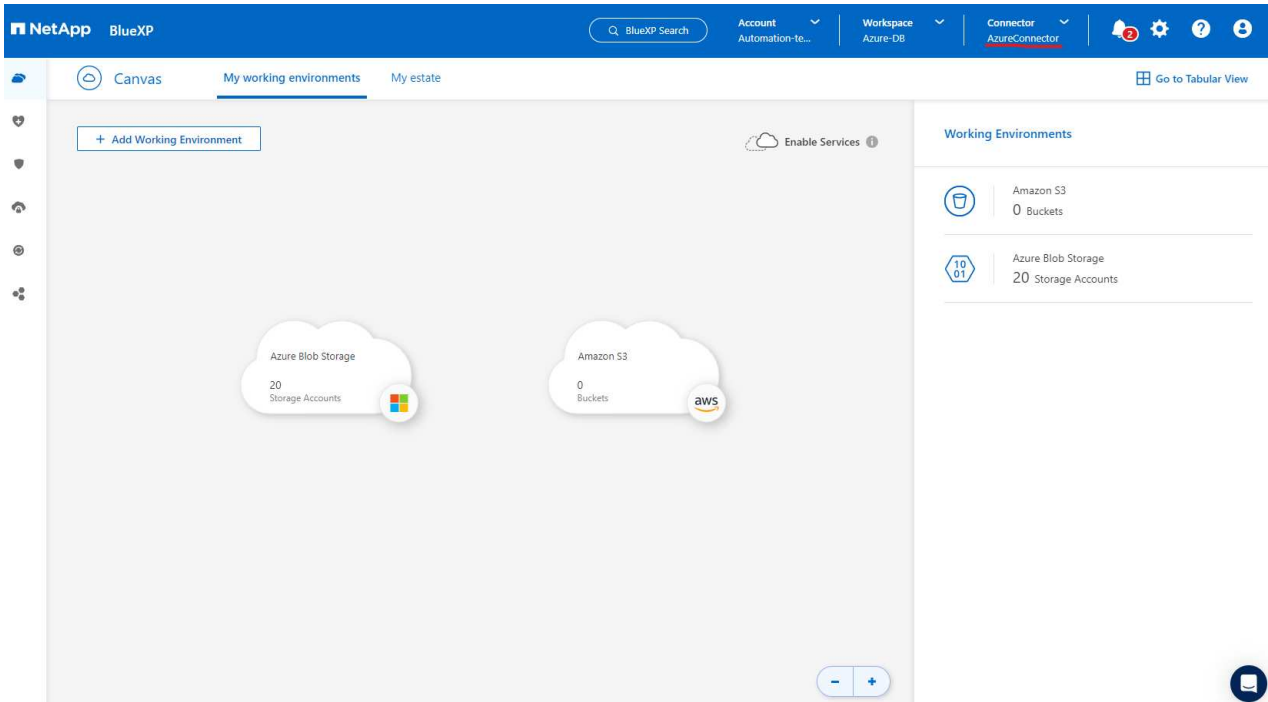 NetApp BlueXP
BlueXP Search
Account
Automation-te...
Workspace
Azure-DB
Connector
AzureConnector
2
Canvas
My working environments
My estate
Go to Tabular View
+ Add Working Environment
Enable Services
Working Environments
Amazon S3
0 Buckets
10
01
Azure Blob Storage
20 Storage Accounts
Azure Blob Storage
20
Storage Accounts
Amazon S3
0
Buckets
aws
- +